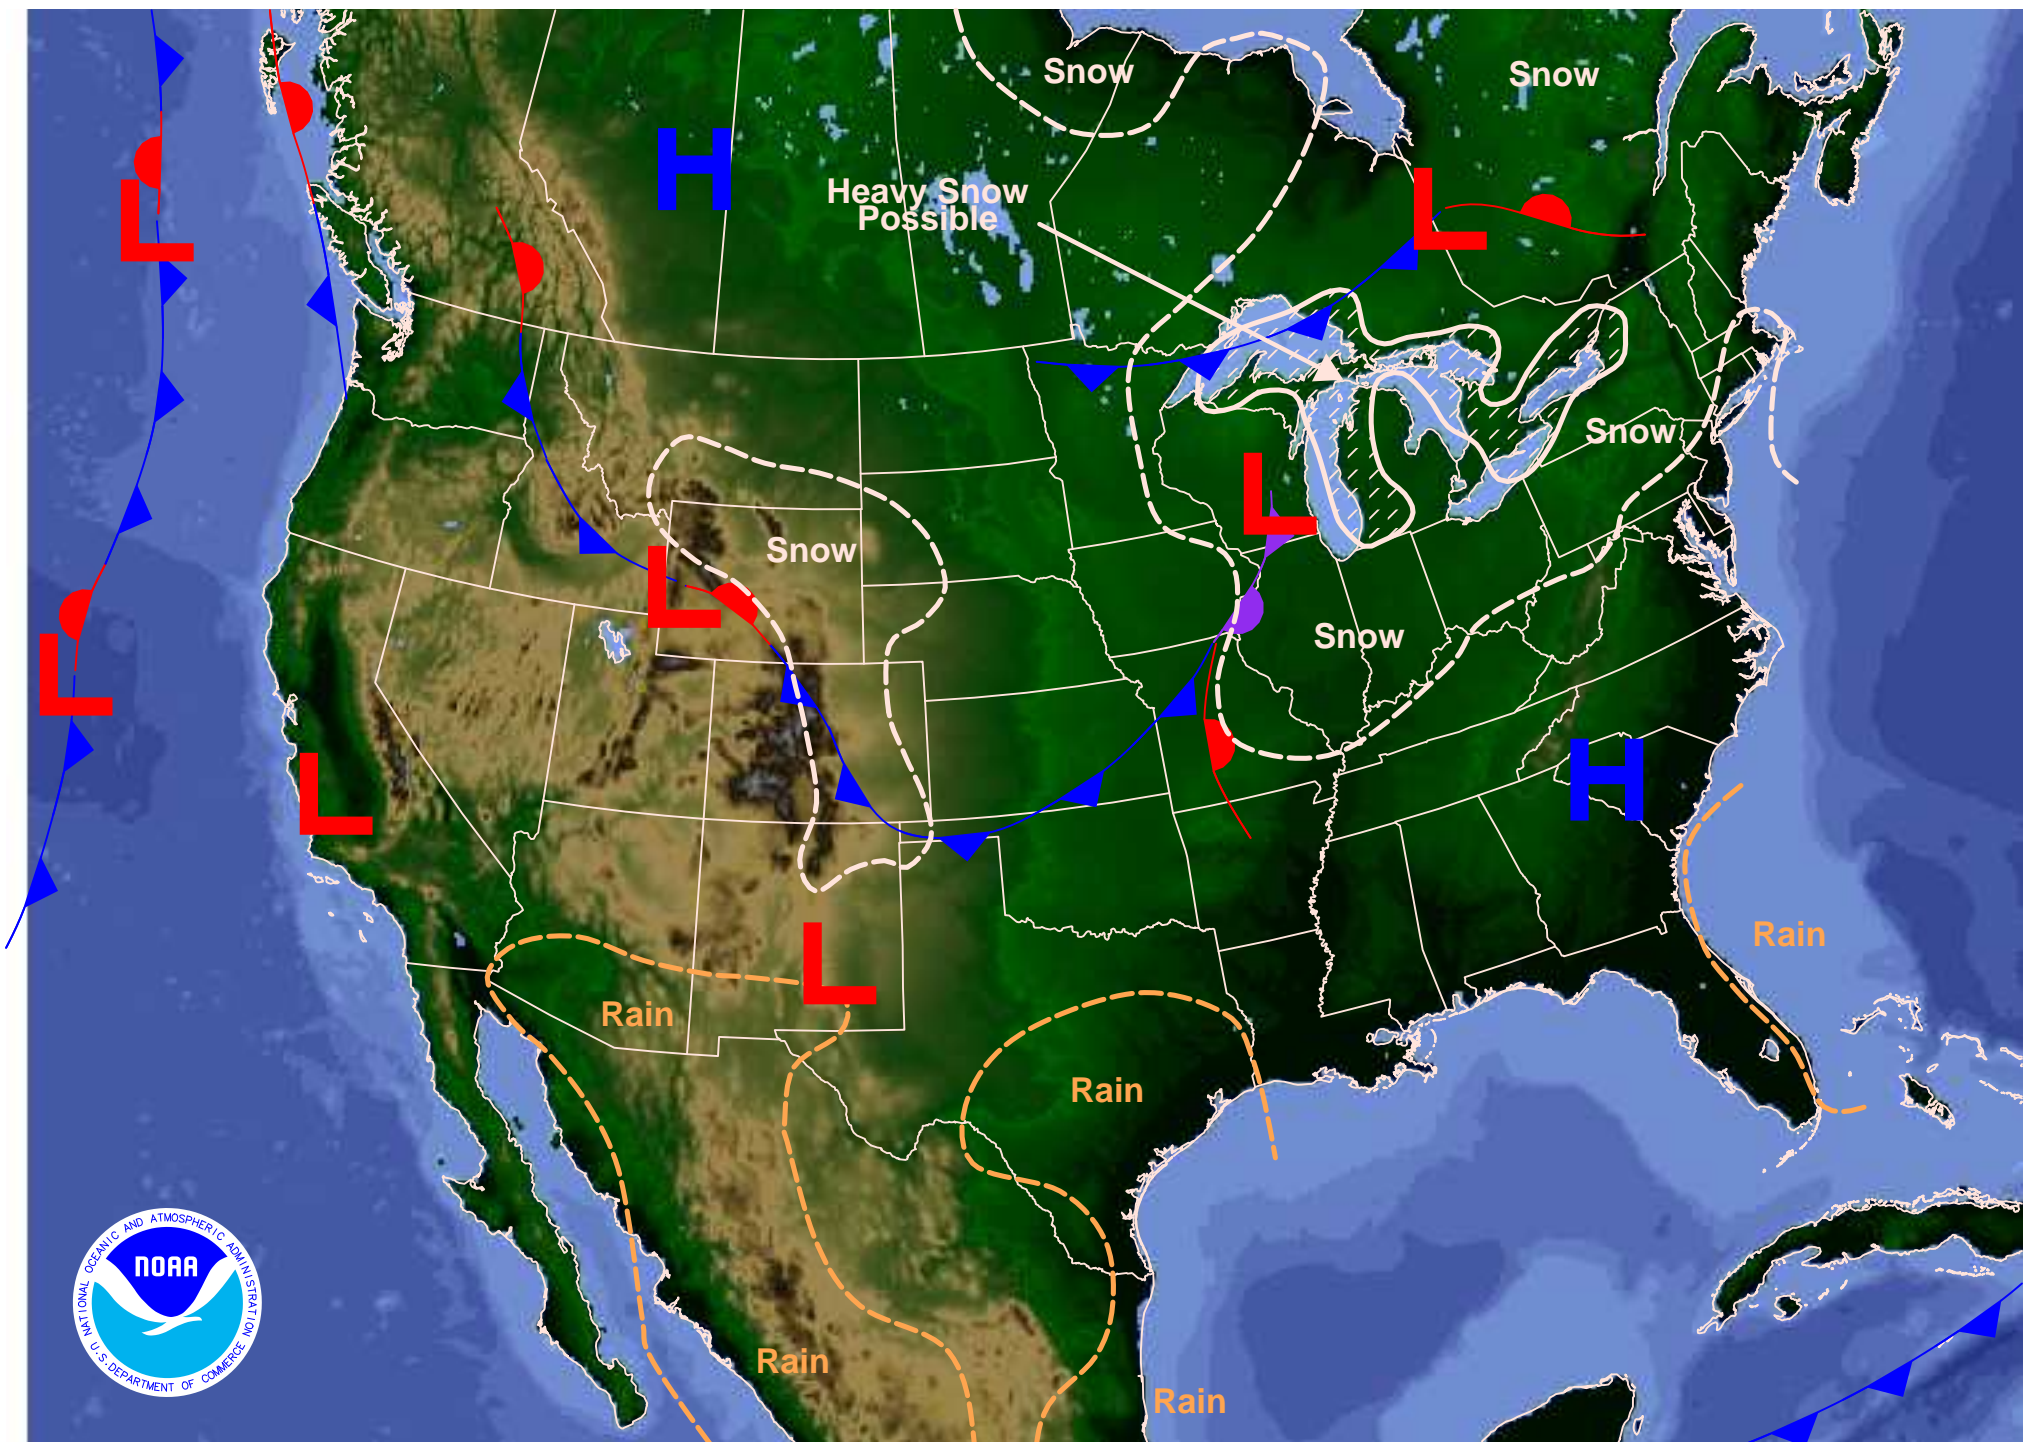 Snow
Snow
H
L
Heavy Snow
Possible
L
Snow
L
Snow
L
Snow
L
H
L
L
Rain
Rain
Rain
Rain
Rain
NATIONAL OCEANIC AND ATMOSPHERIC ADMINISTRATION
NOAA
U.S. DEPARTMENT OF COMMERCE